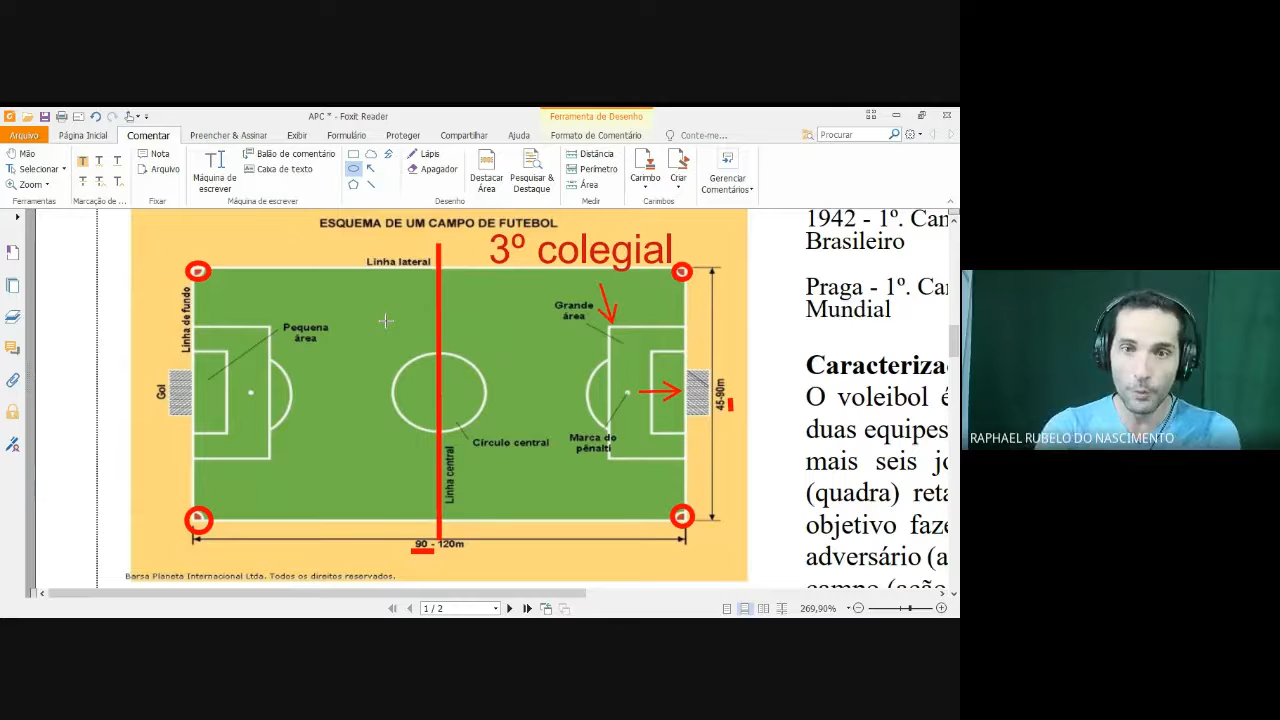 APC * - Foxit Reader
Ferramenta de Desenho
Arquivo
Página Inicial
Comentar
Preencher & Assinar
Exibir
Formulário
Proteger
Compartilhar
Ajuda
Formato de Comentário
Conte-me...
Procurar
Mão
Selecionar
Zoom
Ferramentas
T T T
T T T
Marcação de ...
Nota
Arquivo
Fixar
Máquina de escrever
Balão de comentário
Caixa de texto
Máquina de escrever
Lápis
Apagador
Desenho
Destacar Área
Pesquisar & Destaque
Distância
Perímetro
Área
Medir
Carimbo
Criar
Carimbos
Gerenciar Comentários
ESQUEMA DE UM CAMPO DE FUTEBOL
3º colegial
Linha lateral
Linha de fundo
Pequena área
Grande área
Gol
45-90m
Círculo central
Marca do pênalti
Linha central
90 - 120m
Barsa Planeta Internacional Ltda. Todos os direitos reservados.
1942 - 1º. Can
Brasileiro
Praga - 1º. Can
Mundial
Caracteriza
O voleibol é
duas equipes
mais seis jo
(quadra) reta
objetivo faze
adversário (a
campo (ação
1 / 2
269,90%
RAPHAEL RUBELO DO NASCIMENTO